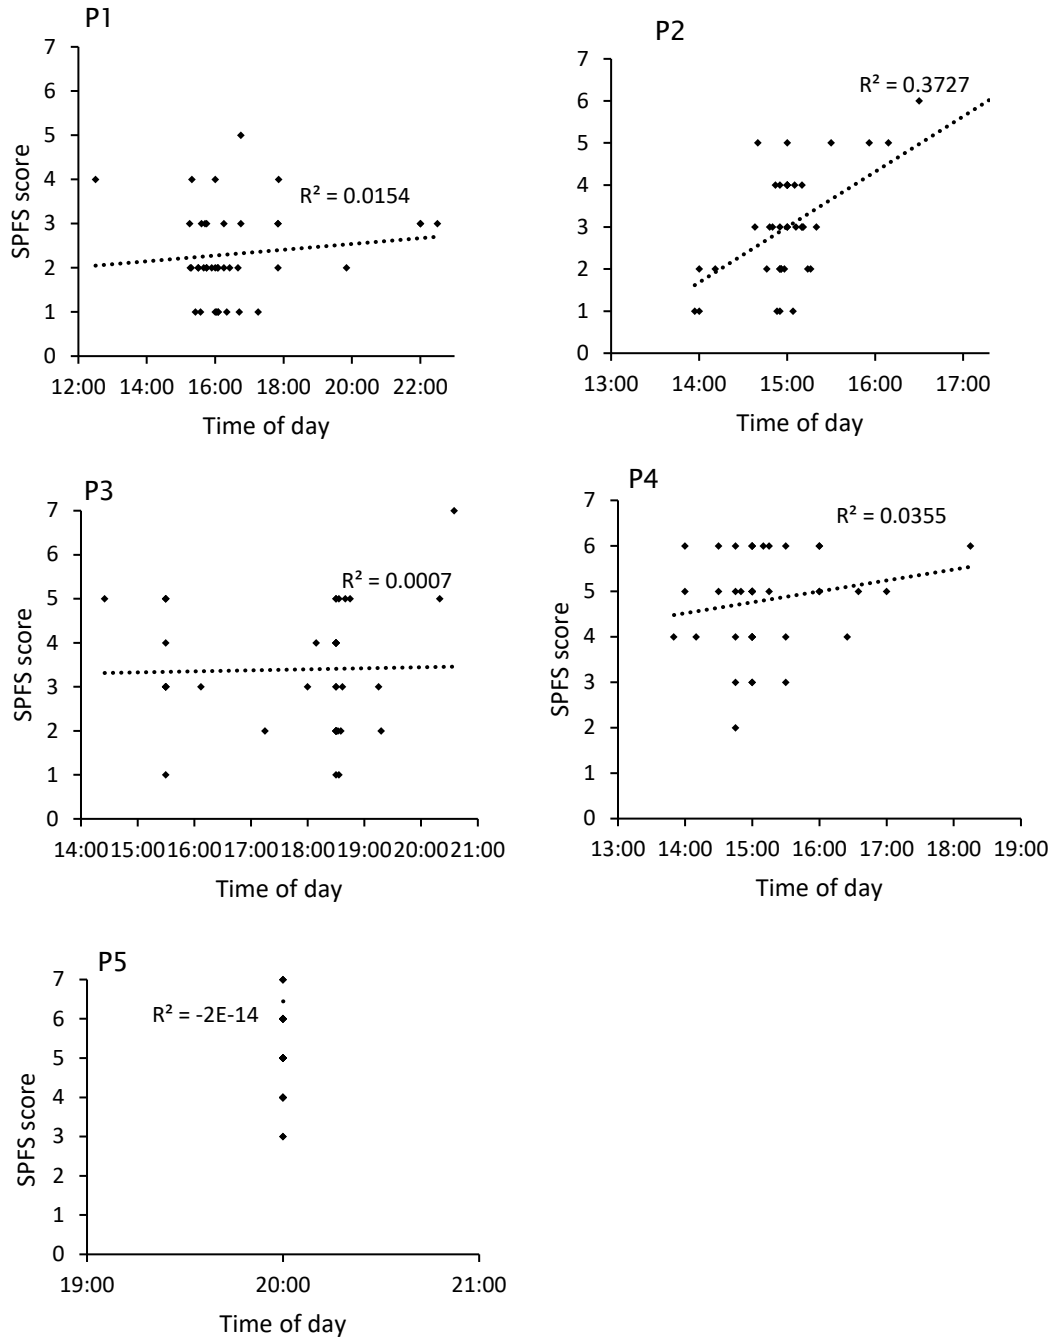 P1
7
6
5
4
3
2
1
0
SPFS score
R² = 0.0154
12:00 14:00 16:00 18:00 20:00 22:00
Time of day
P2
7
6
5
4
3
2
1
0
SPFS score
R² = 0.3727
13:00 14:00 15:00 16:00 17:00
Time of day
P3
7
6
5
4
3
2
1
0
SPFS score
R² = 0.0007
14:00 15:00 16:00 17:00 18:00 19:00 20:00 21:00
Time of day
P4
7
6
5
4
3
2
1
0
SPFS score
R² = 0.0355
13:00 14:00 15:00 16:00 17:00 18:00 19:00
Time of day
P5
7
6
5
4
3
2
1
0
SPFS score
R² = -2E-14
19:00 20:00 21:00
Time of day